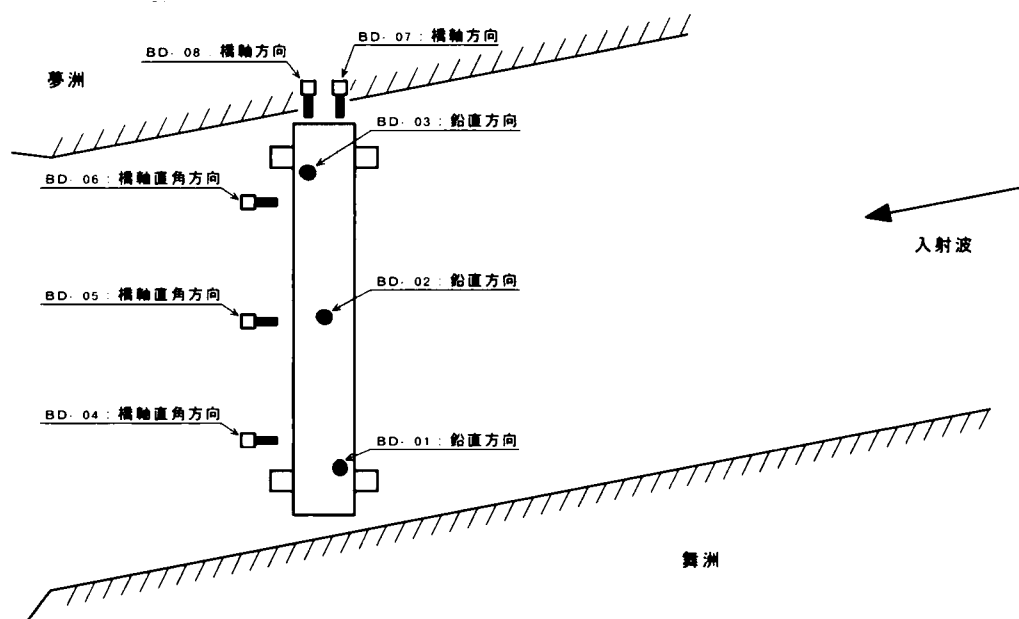 BD-07：橋軸方向
BD-08：橋軸方向
夢洲
BD-03：鉛直方向
BD-06：橋軸直角方向
入射波
BD-02：鉛直方向
BD-05：橋軸直角方向
BD-04：橋軸直角方向
BD-01：鉛直方向
舞洲